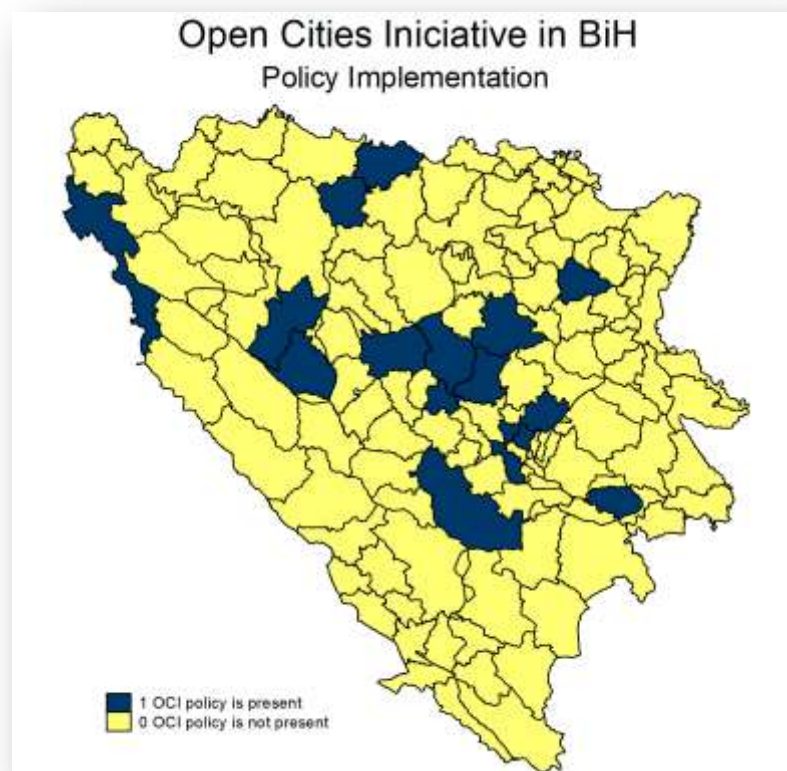 Open Cities Iniciative in BiH
Policy Implementation
1 OCI policy is present
0 OCI policy is not present